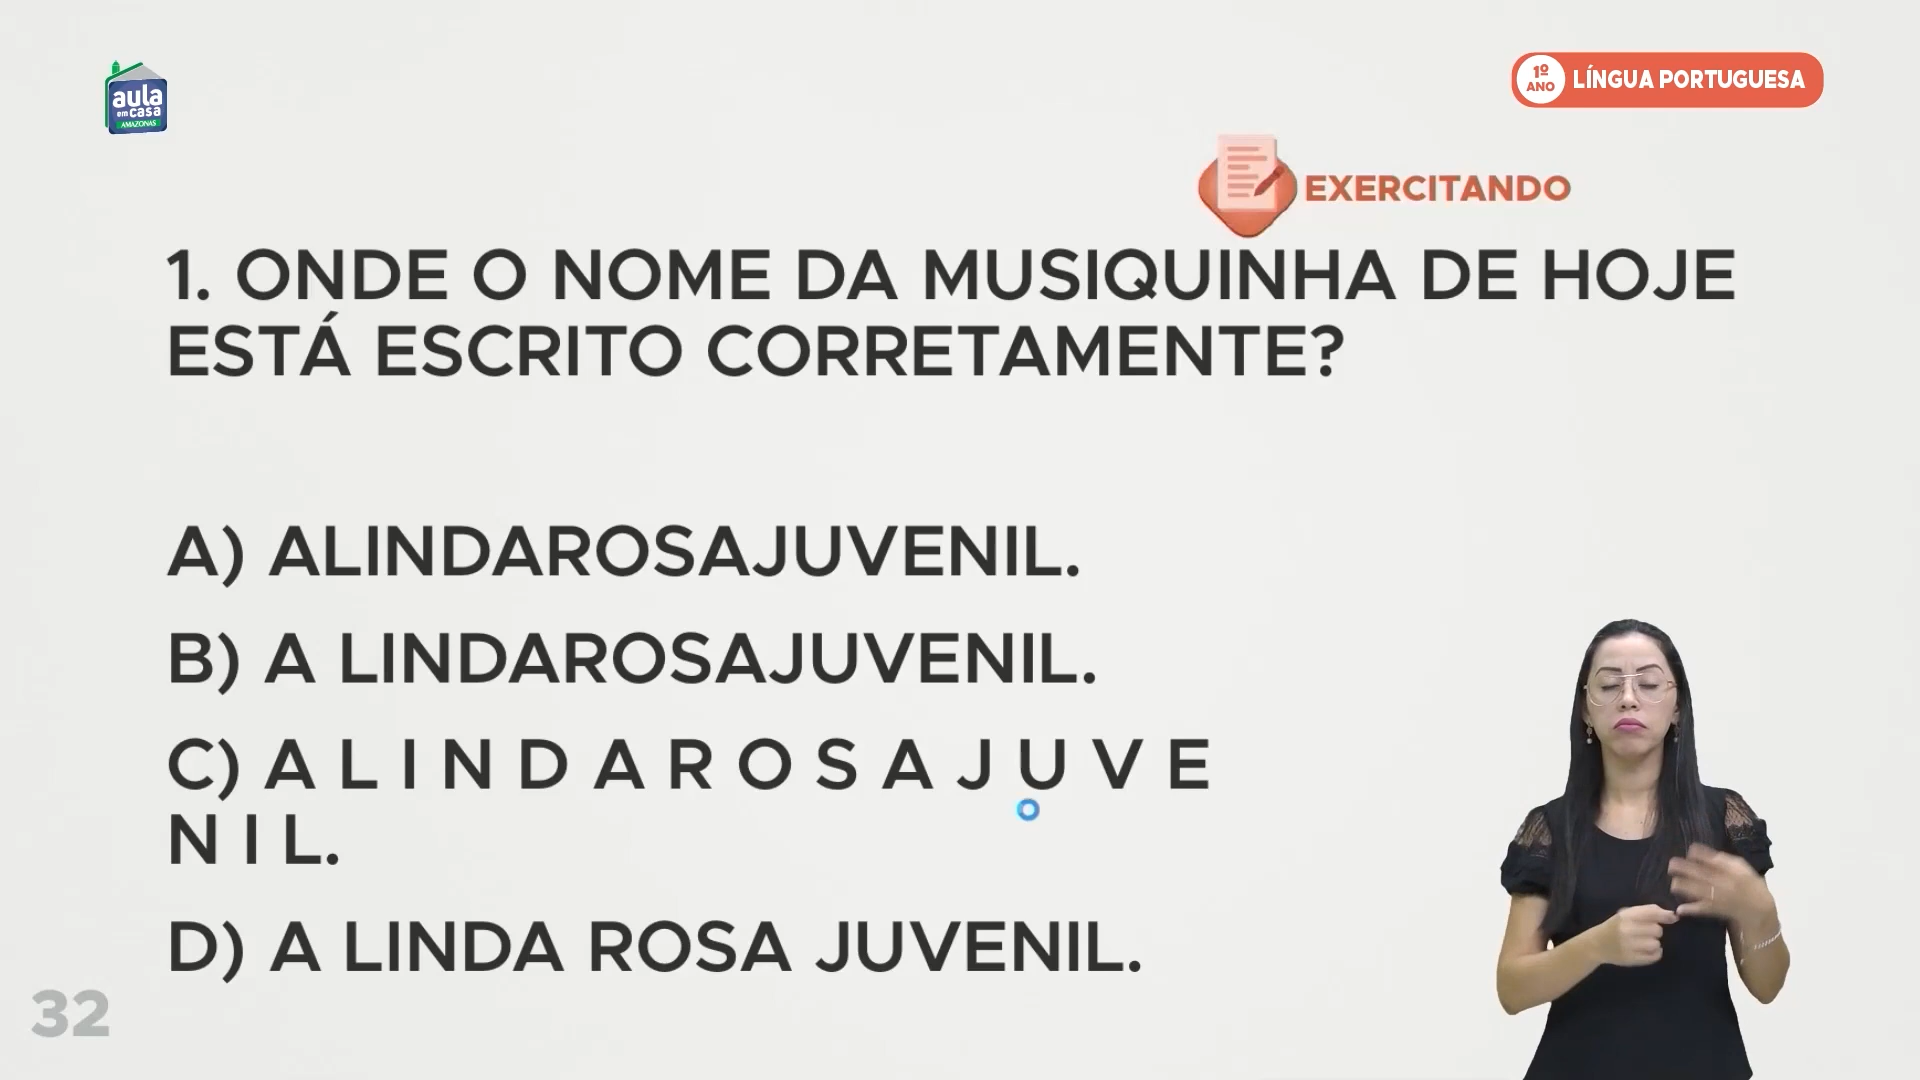 aula
em casa
AMAZONAS
1º
ANO
LÍNGUA PORTUGUESA
EXERCITANDO
1. ONDE O NOME DA MUSIQUINHA DE HOJE
ESTÁ ESCRITO CORRETAMENTE?
A) ALINDAROSAJUVENIL.
B) A LINDAROSAJUVENIL.
C) A L I N D A R O S A J U V E
N I L.
D) A LINDA ROSA JUVENIL.
32